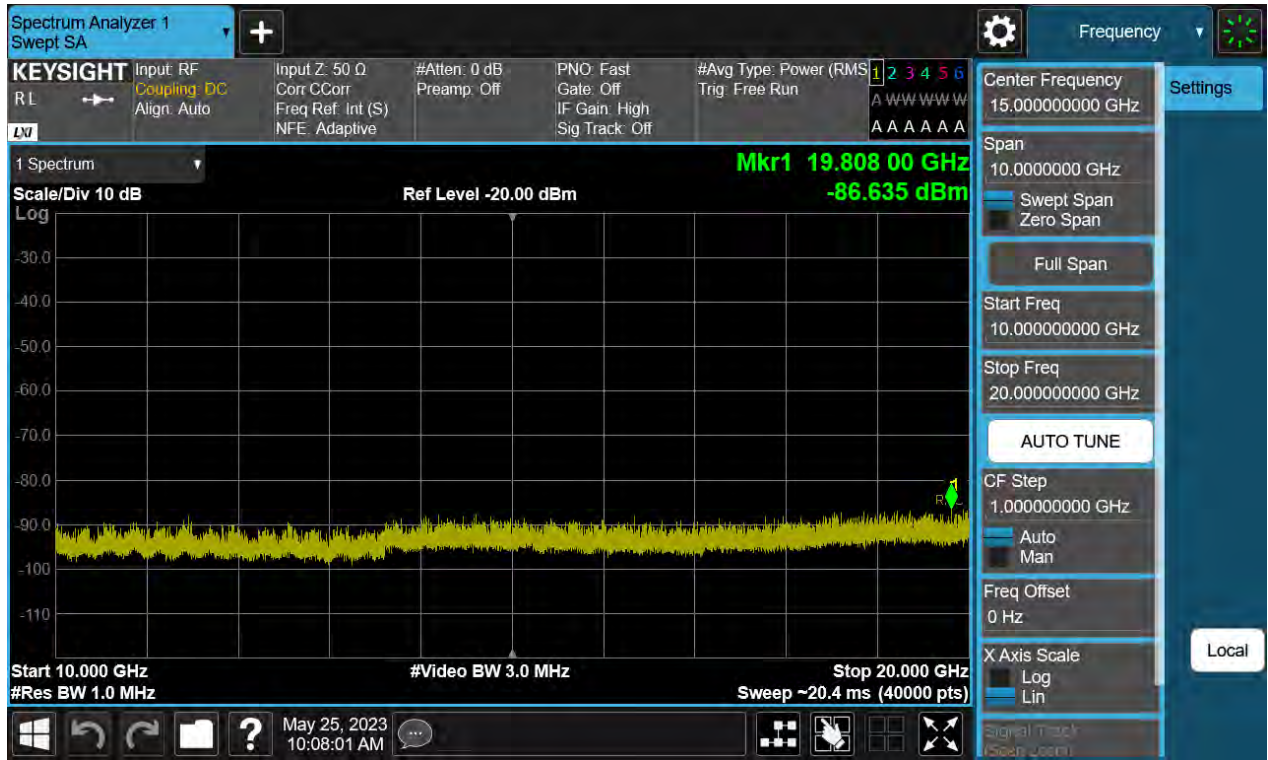 Spectrum Analyzer 1
Swept SA
+
Frequency
KEYSIGHT
RL
LXI
Input: RF
Coupling: DC
Align: Auto
Input Z: 50 Ω
Corr CCorr
Freq Ref: Int (S)
NFE: Adaptive
#Atten: 0 dB
Preamp: Off
PNO: Fast
Gate: Off
IF Gain: High
Sig Track: Off
#Avg Type: Power (RMS
Trig: Free Run
1 2 3 4 5 6
A W W W W W
A A A A A A
1 Spectrum
Scale/Div 10 dB
Ref Level -20.00 dBm
Mkr1 19.808 00 GHz
-86.635 dBm
Log
-30.0
-40.0
-50.0
-60.0
-70.0
-80.0
-90.0
-100
-110
1
Start 10.000 GHz
#Video BW 3.0 MHz
Stop 20.000 GHz
#Res BW 1.0 MHz
Sweep ~20.4 ms (40000 pts)
Center Frequency
15.000000000 GHz
Settings
Span
10.0000000 GHz
Swept Span
Zero Span
Full Span
Start Freq
10.000000000 GHz
Stop Freq
20.000000000 GHz
AUTO TUNE
CF Step
1.000000000 GHz
Auto
Man
Freq Offset
0 Hz
X Axis Scale
Log
Lin
Local
Signal Track
(Span Zoom)
?
May 25, 2023
10:08:01 AM